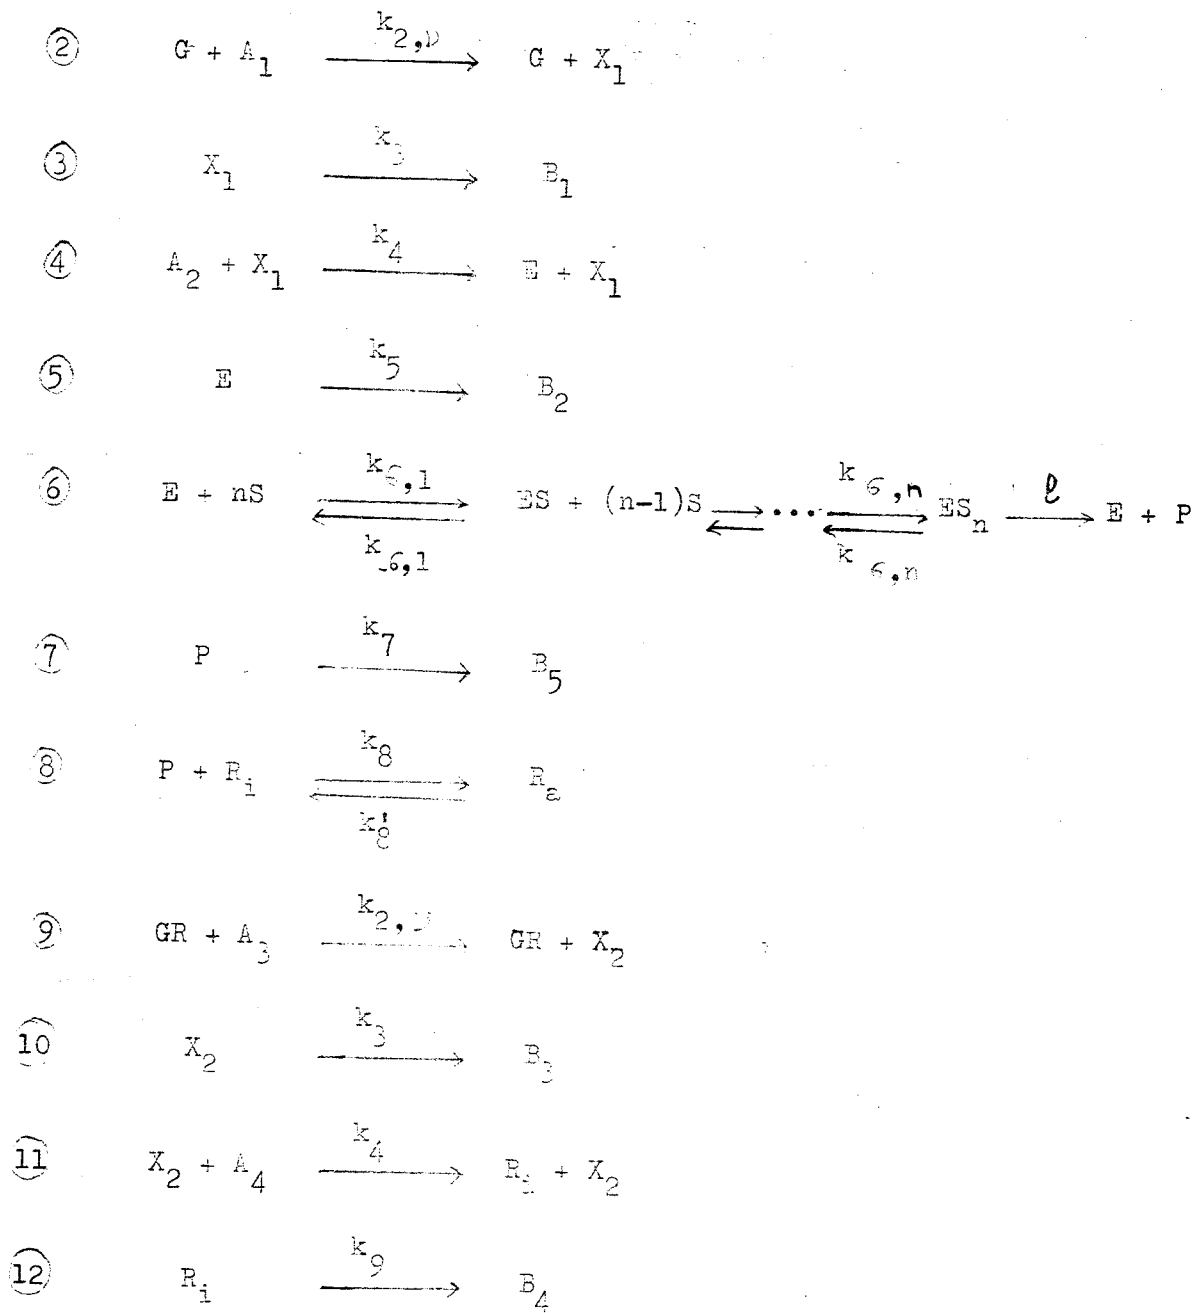 ② G + A₁ —k₂,ν→ G + X₁
③ X₁ —k₃→ B₁
④ A₂ + X₁ —k₄→ E + X₁
⑤ E —k₅→ B₂
⑥ E + nS ⇌ (k₆,₁ / k₋₆,₁) ES + (n-1)S ⇌ ••• ⇌ (k₆,ₙ / k₆,ₙ) ESₙ —ℓ→ E + P
⑦ P —k₇→ B₅
⑧ P + Rᵢ ⇌ (k₈ / k₈') Rₐ
⑨ GR + A₃ —k₂,ν→ GR + X₂
⑩ X₂ —k₃→ B₃
⑪ X₂ + A₄ —k₄→ Rᵢ + X₂
⑫ Rᵢ —k₉→ B₄